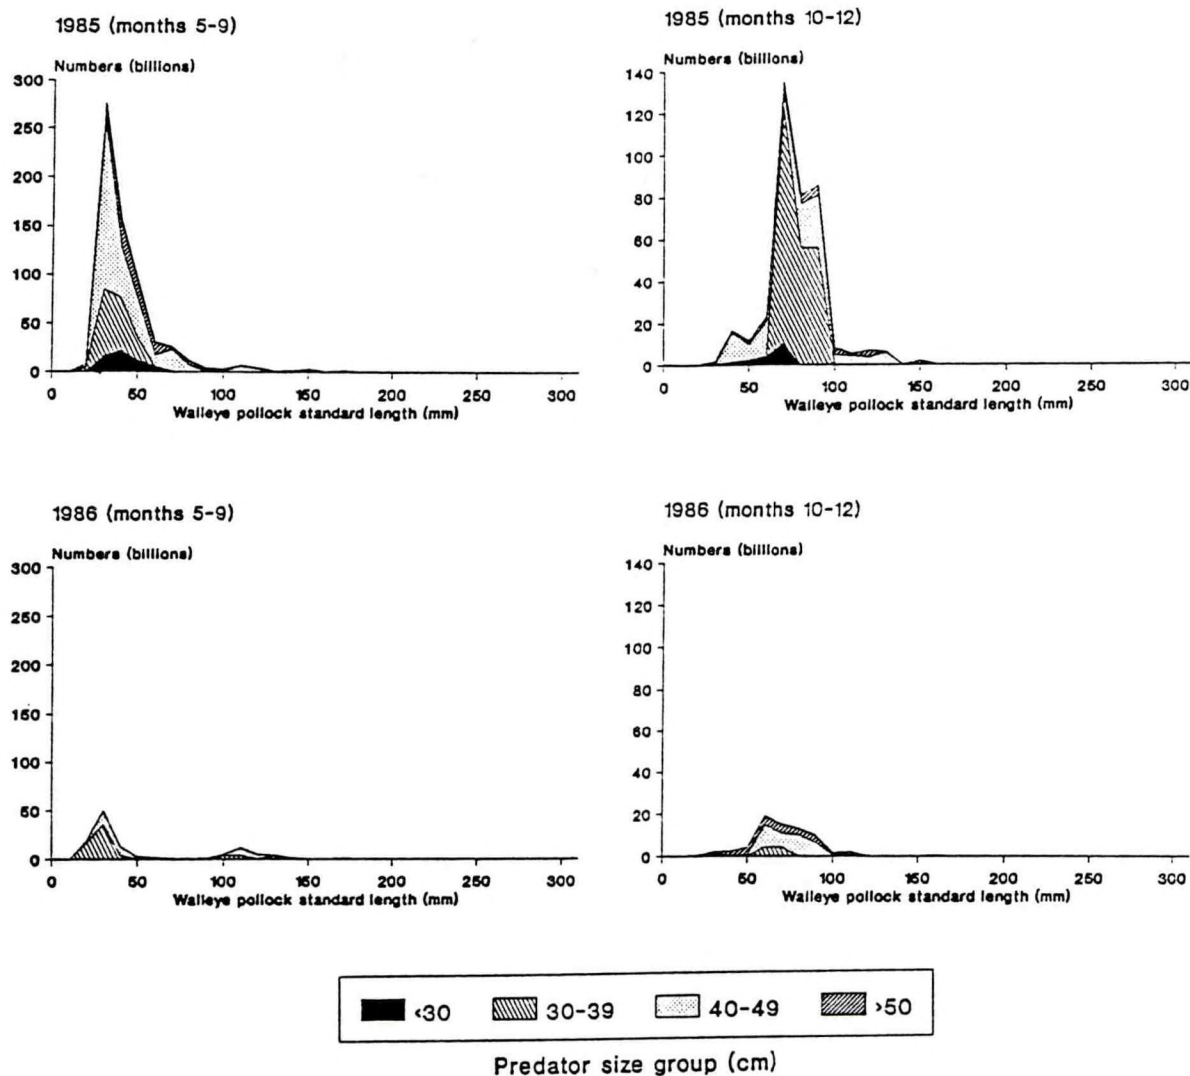 1985 (months 5-9)
Numbers (billions)
300
250
200
150
100
50
0
0 50 100 150 200 250 300
Walleye pollock standard length (mm)
1985 (months 10-12)
Numbers (billions)
140
120
100
80
60
40
20
0
0 50 100 150 200 250 300
Walleye pollock standard length (mm)
1986 (months 5-9)
Numbers (billions)
300
250
200
150
100
50
0
0 50 100 150 200 250 300
Walleye pollock standard length (mm)
1986 (months 10-12)
Numbers (billions)
140
120
100
80
60
40
20
0
0 50 100 150 200 250 300
Walleye pollock standard length (mm)
<30 30-39 40-49 >50
Predator size group (cm)